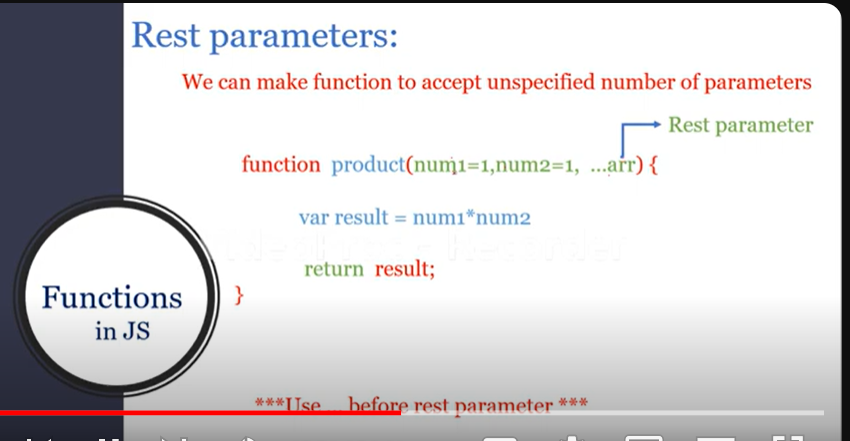 Rest parameters:
We can make function to accept unspecified number of parameters
Rest parameter
function product(num1=1,num2=1, ...arr) {
var result = num1*num2
return result;
}
Functions
in JS
***Use ... before rest parameter ***